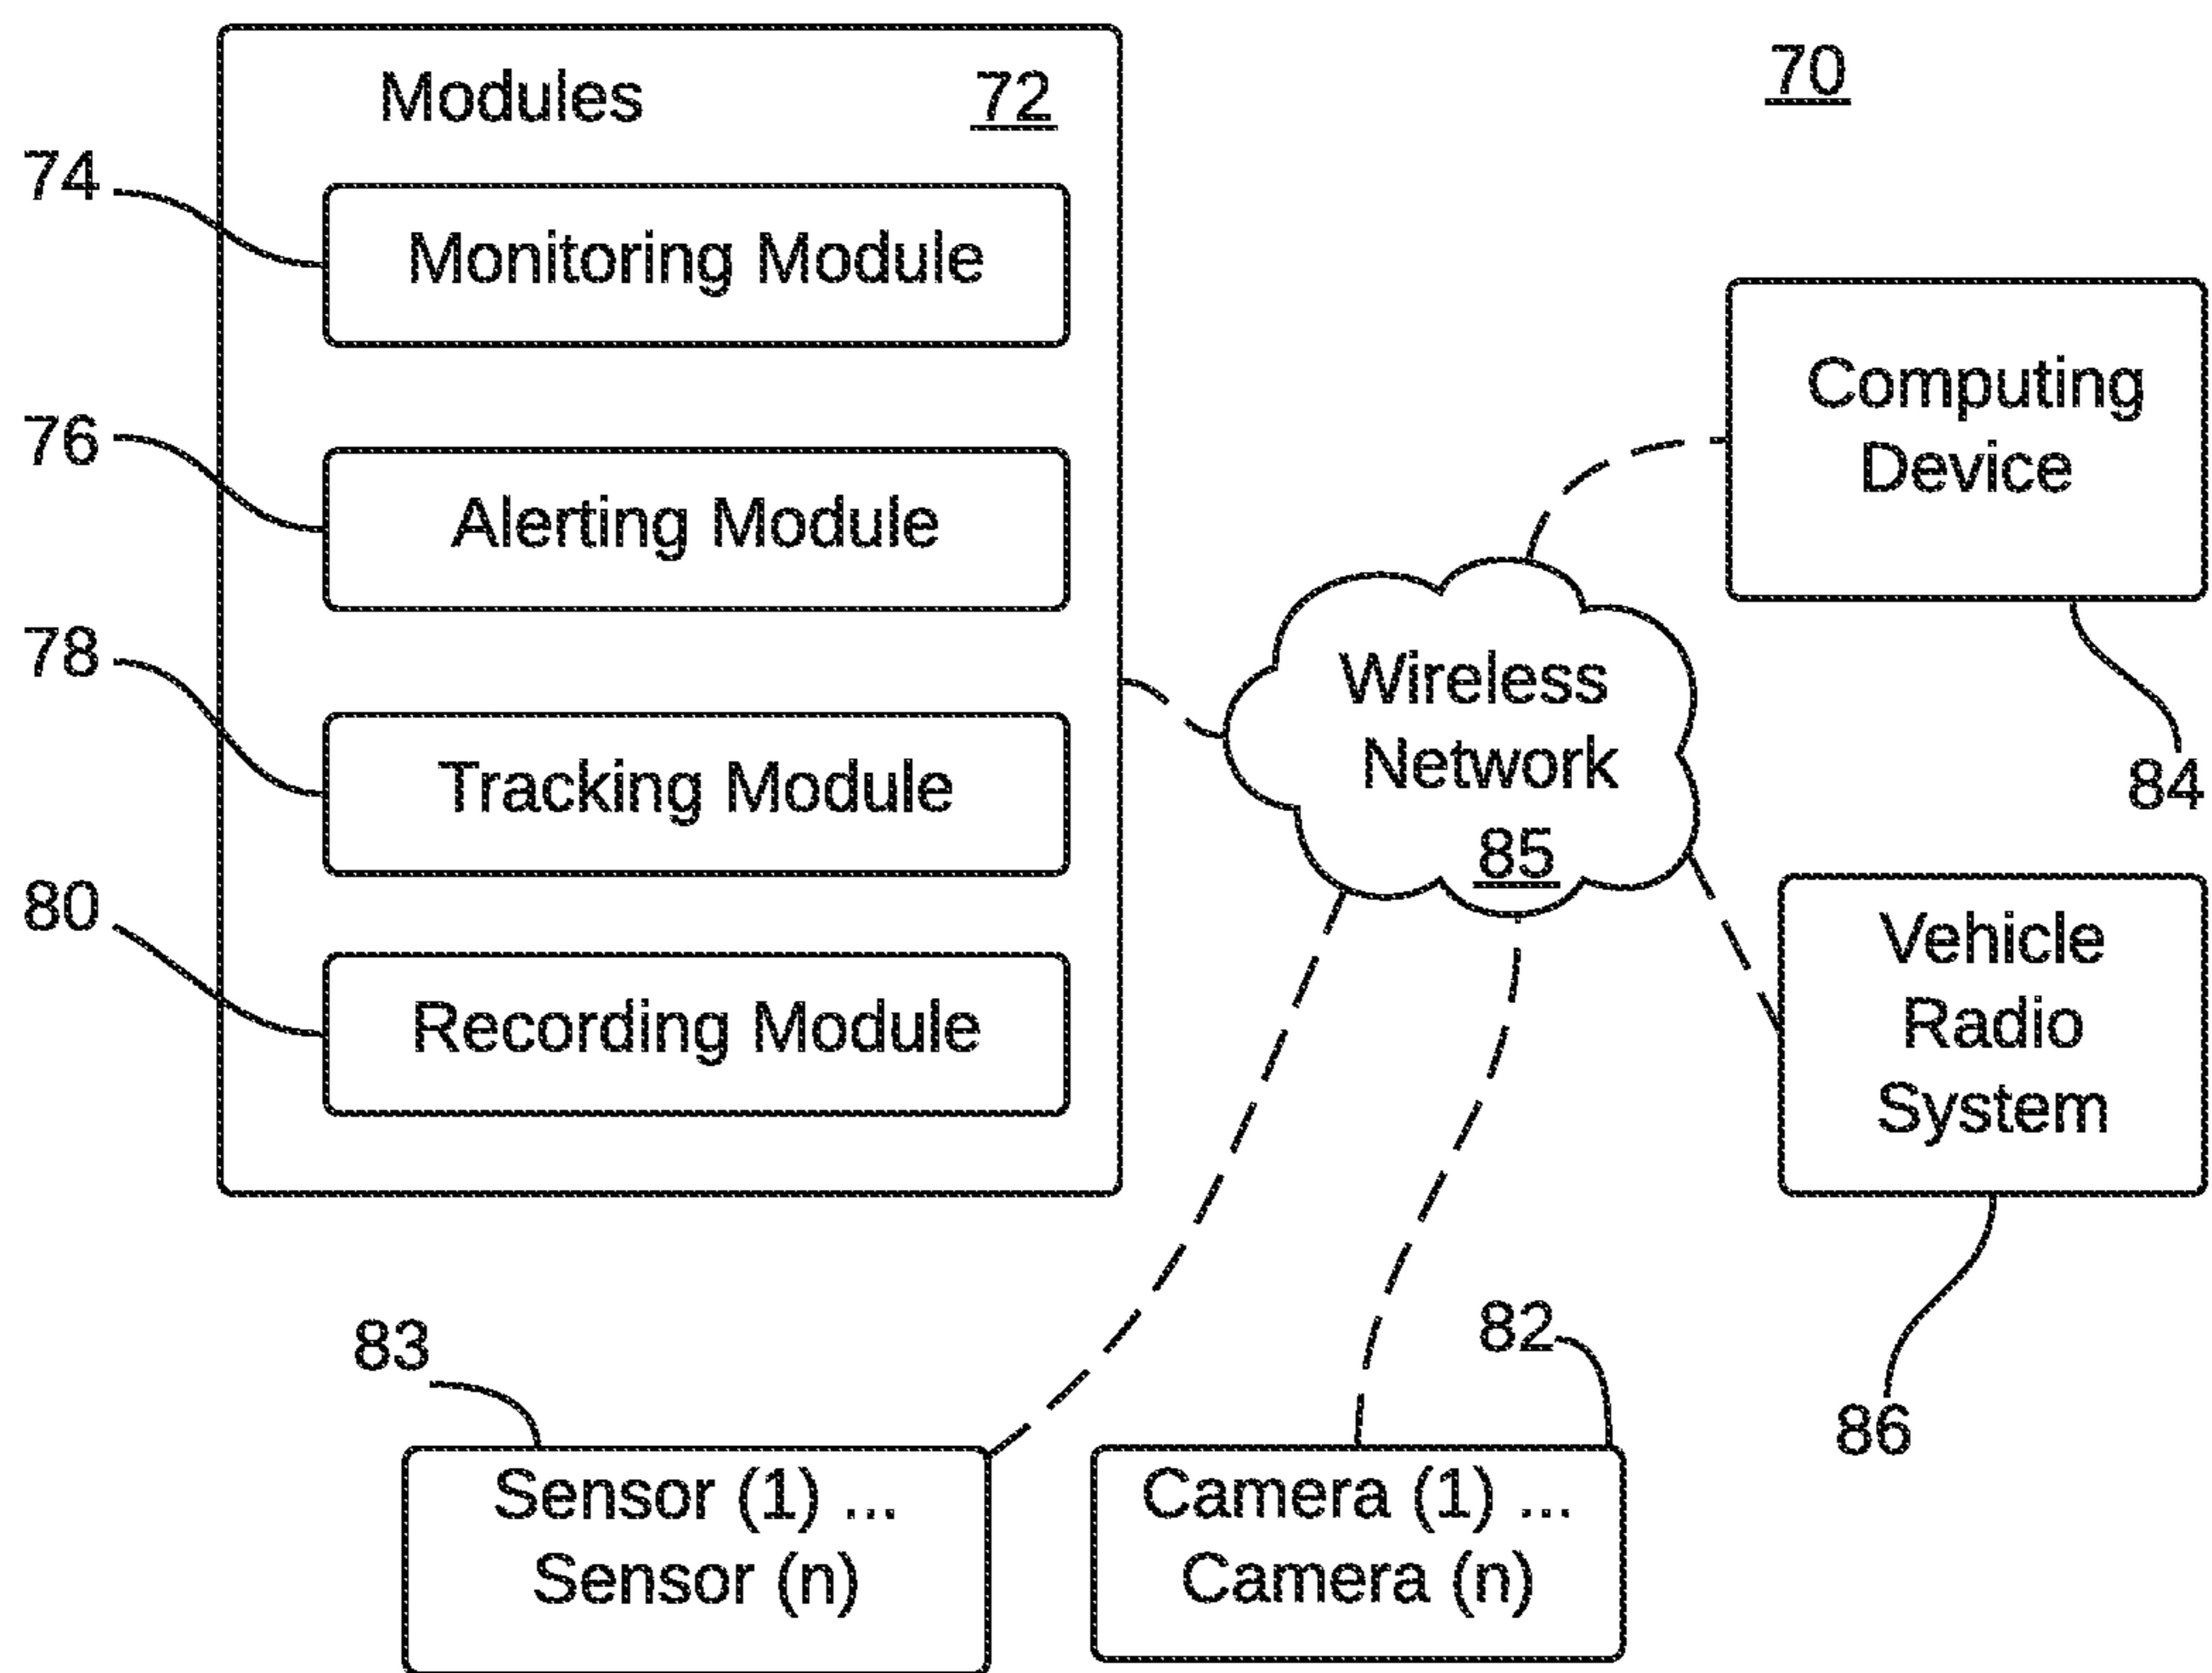 Modules 72
70
74
Monitoring Module
76
Alerting Module
78
Tracking Module
80
Recording Module
Computing
Device
84
Wireless
Network
85
Vehicle
Radio
System
86
83
Sensor (1) ...
Sensor (n)
82
Camera (1) ...
Camera (n)